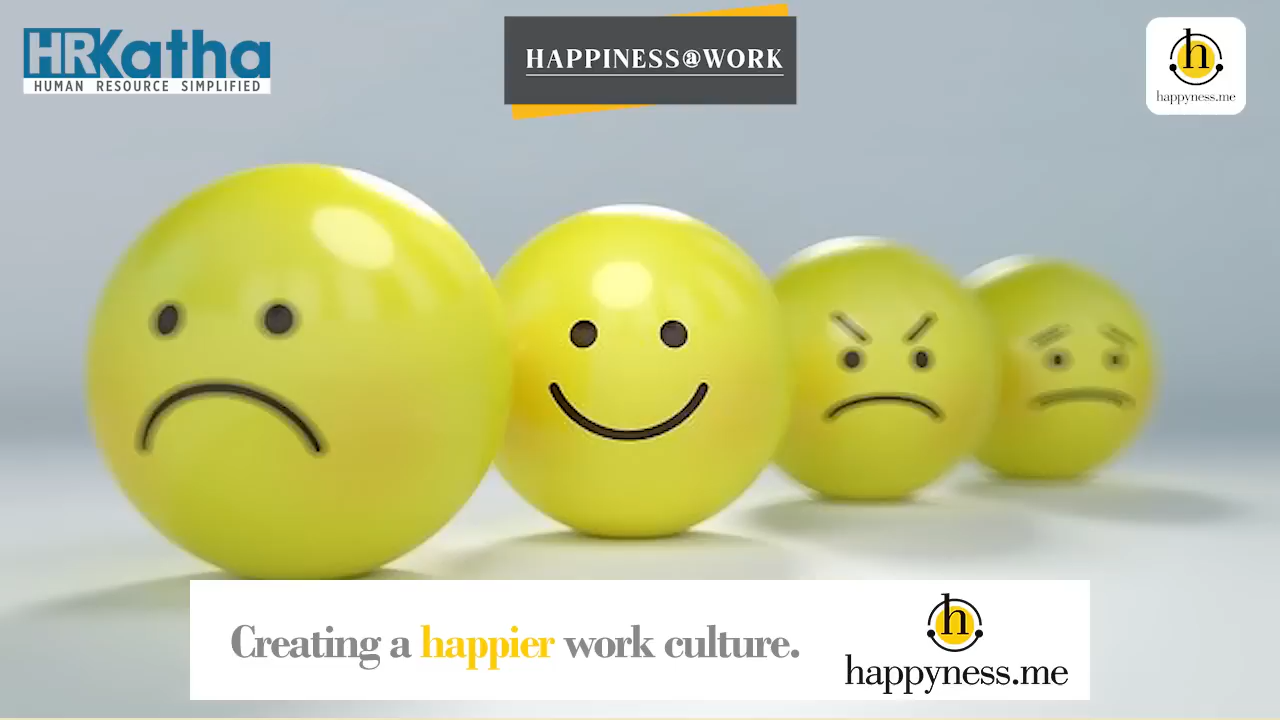 HRKatha
HUMAN RESOURCE SIMPLIFIED
HAPPINESS@WORK
h
happyness.me
Creating a happier work culture.
h
happyness.me